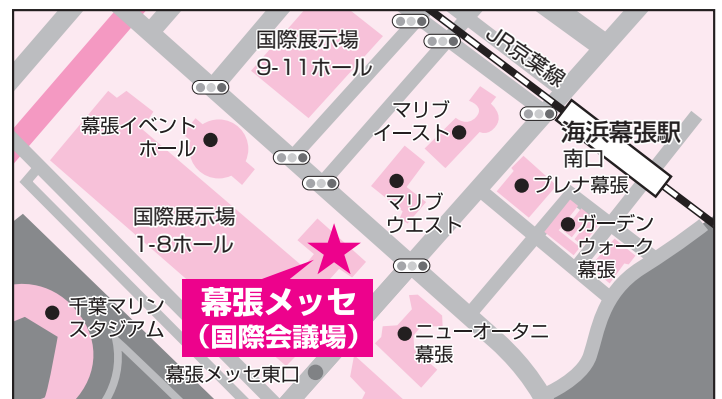 国際展示場
9-11ホール
JR京葉線
幕張イベント
ホール
マリブ
イースト
海浜幕張駅
南口
プレナ幕張
マリブ
ウエスト
ガーデン
ウォーク
幕張
国際展示場
1-8ホール
幕張メッセ
（国際会議場）
千葉マリン
スタジアム
ニューオータニ
幕張
幕張メッセ東口